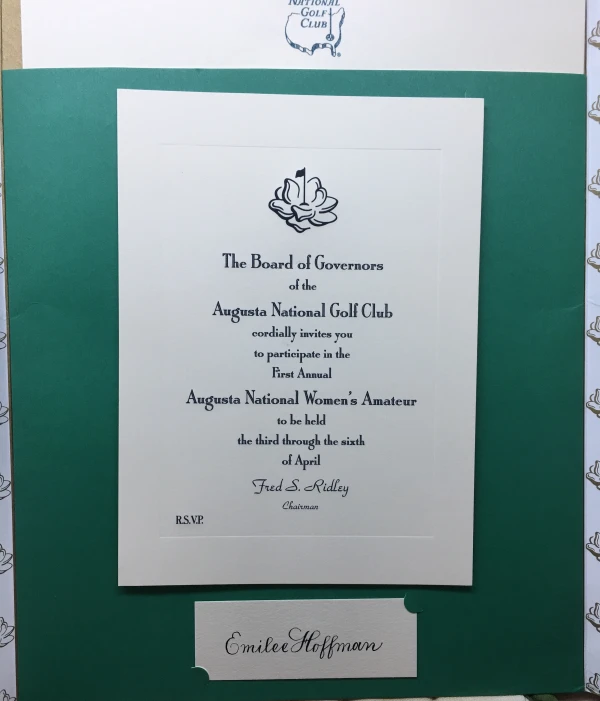 NATIONAL
GOLF
CLUB
The Board of Governors
of the
Augusta National Golf Club
cordially invites you
to participate in the
First Annual
Augusta National Women's Amateur
to be held
the third through the sixth
of April
Fred S. Ridley
Chairman
R.S.V.P.
Emilee Hoffman